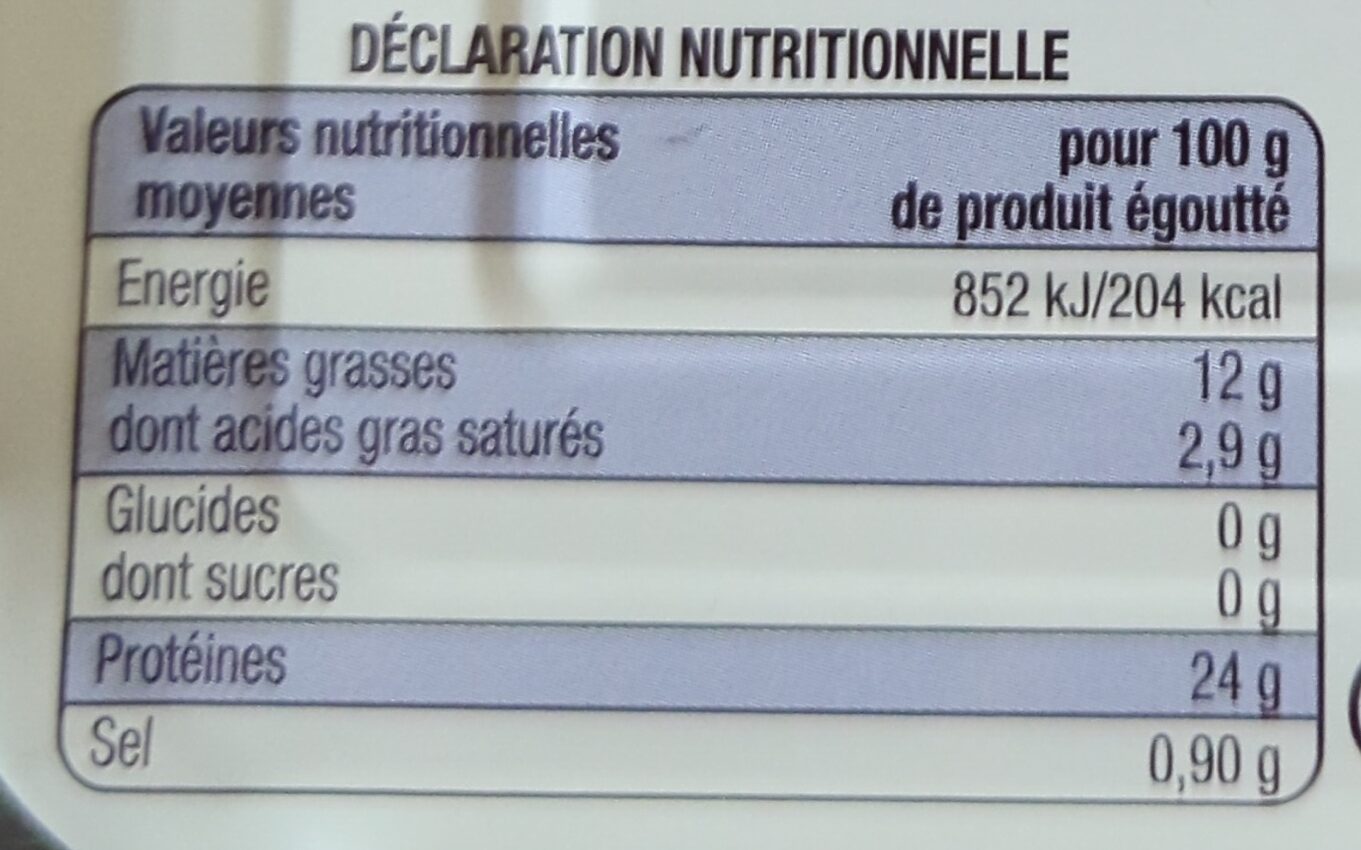 DÉCLARATION NUTRITIONNELLE
Valeurs nutritionnelles moyennes pour 100 g de produit égoutté
Energie 852 kJ/204 kcal
Matières grasses 12 g
dont acides gras saturés 2,9 g
Glucides 0 g
dont sucres 0 g
Protéines 24 g
Sel 0,90 g